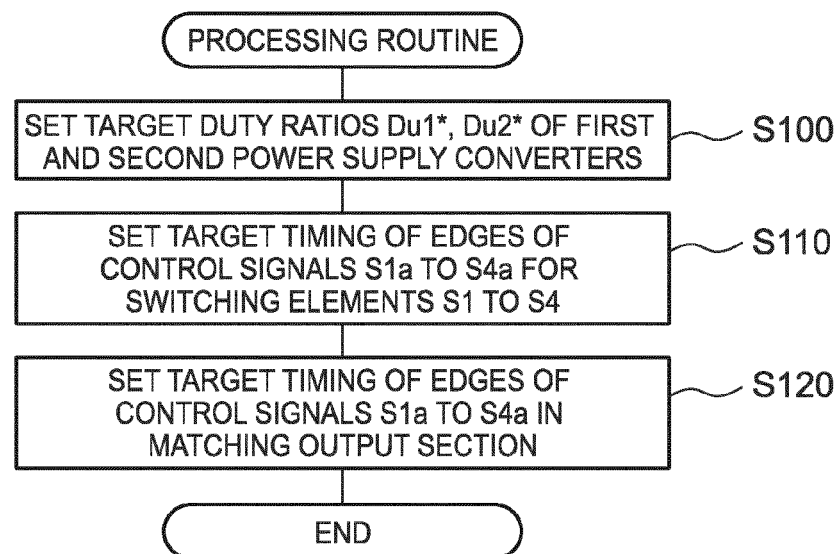 PROCESSING ROUTINE
SET TARGET DUTY RATIOS Du1*, Du2* OF FIRST
AND SECOND POWER SUPPLY CONVERTERS
S100
SET TARGET TIMING OF EDGES OF
CONTROL SIGNALS S1a TO S4a FOR
SWITCHING ELEMENTS S1 TO S4
S110
SET TARGET TIMING OF EDGES OF
CONTROL SIGNALS S1a TO S4a IN
MATCHING OUTPUT SECTION
S120
END